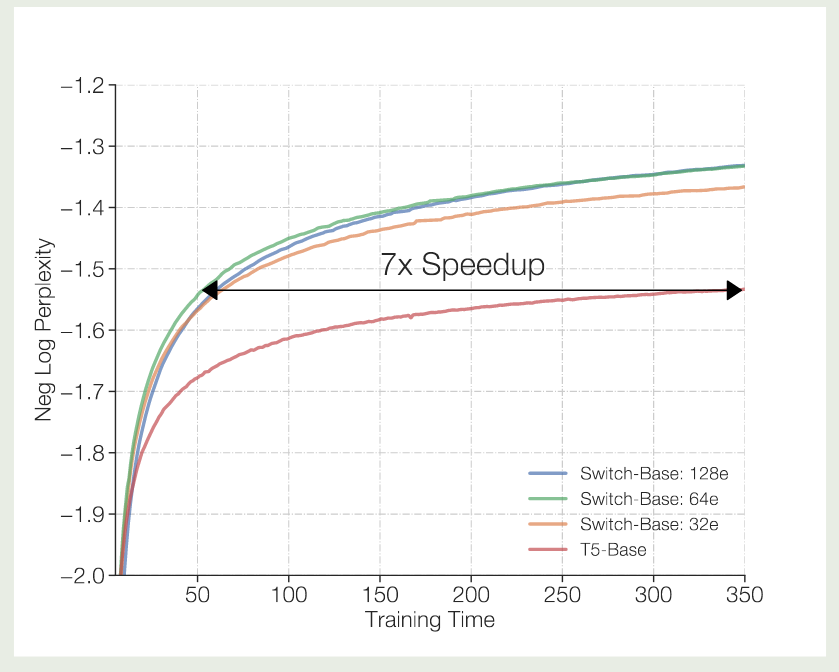 −1.2
−1.3
−1.4
−1.5
−1.6
−1.7
−1.8
−1.9
−2.0
Neg Log Perplexity
7x Speedup
Switch-Base: 128e
Switch-Base: 64e
Switch-Base: 32e
T5-Base
50 100 150 200 250 300 350
Training Time